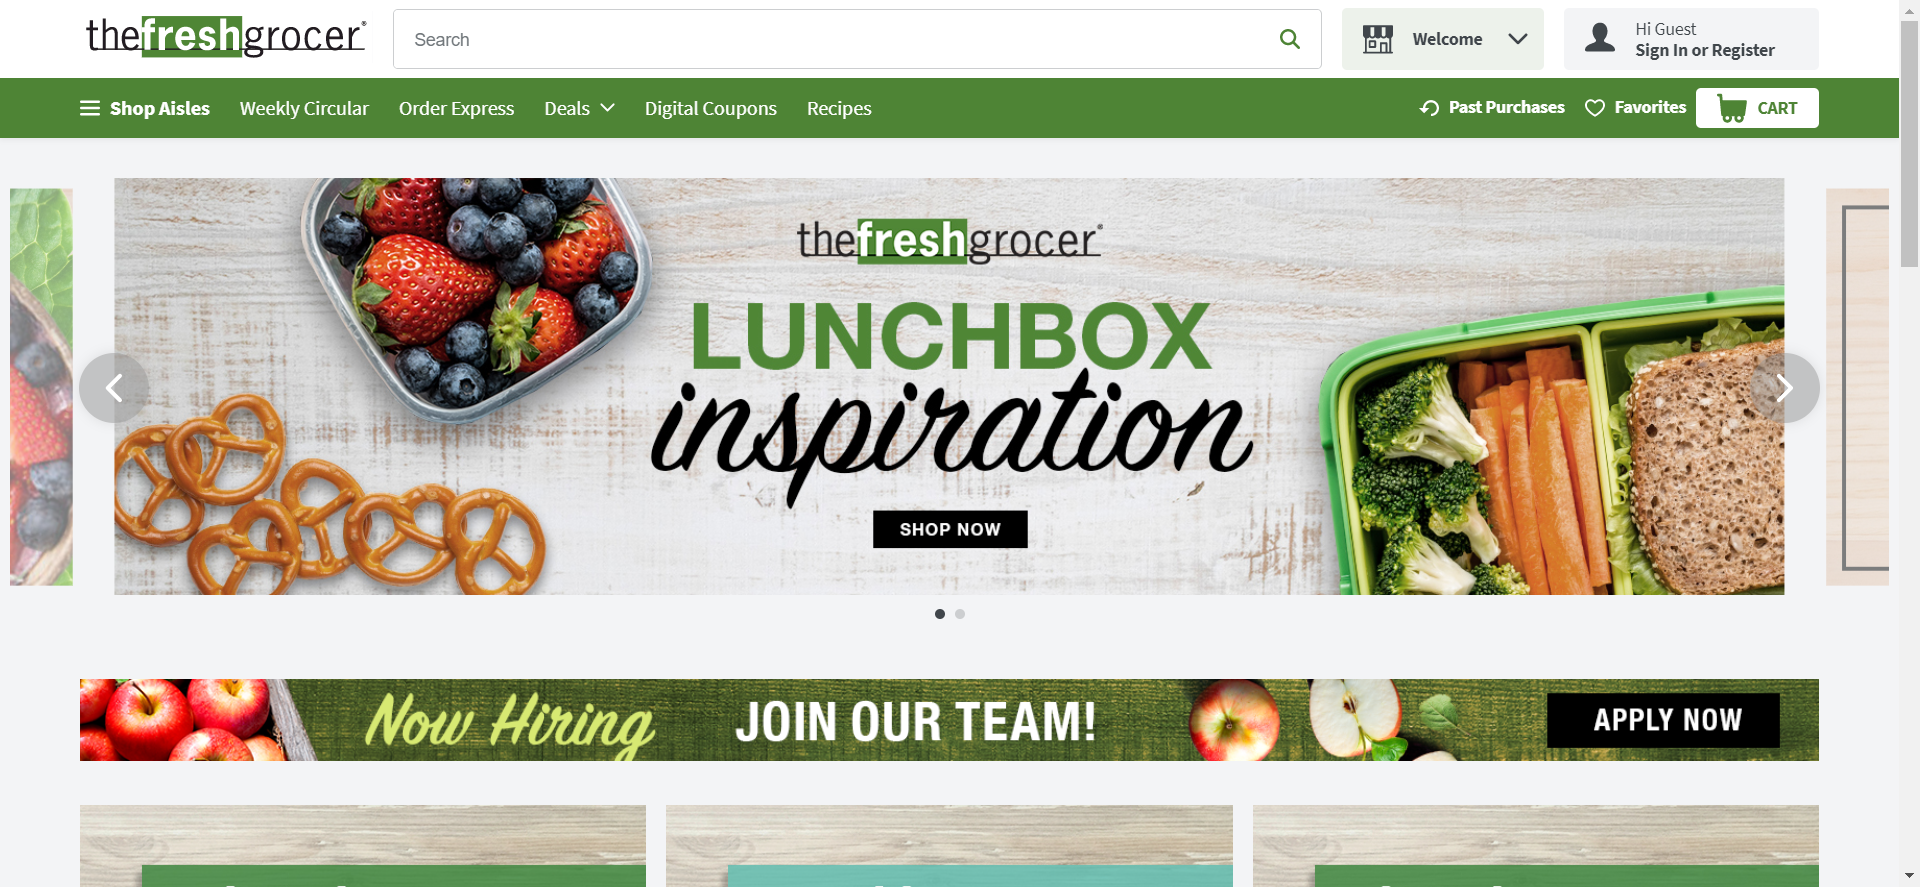 thefreshgrocer®
Search
Welcome
Hi Guest
Sign In or Register
Shop Aisles
Weekly Circular
Order Express
Deals
Digital Coupons
Recipes
Past Purchases
Favorites
CART
thefreshgrocer®
LUNCHBOX
inspiration
SHOP NOW
Now Hiring
JOIN OUR TEAM!
APPLY NOW